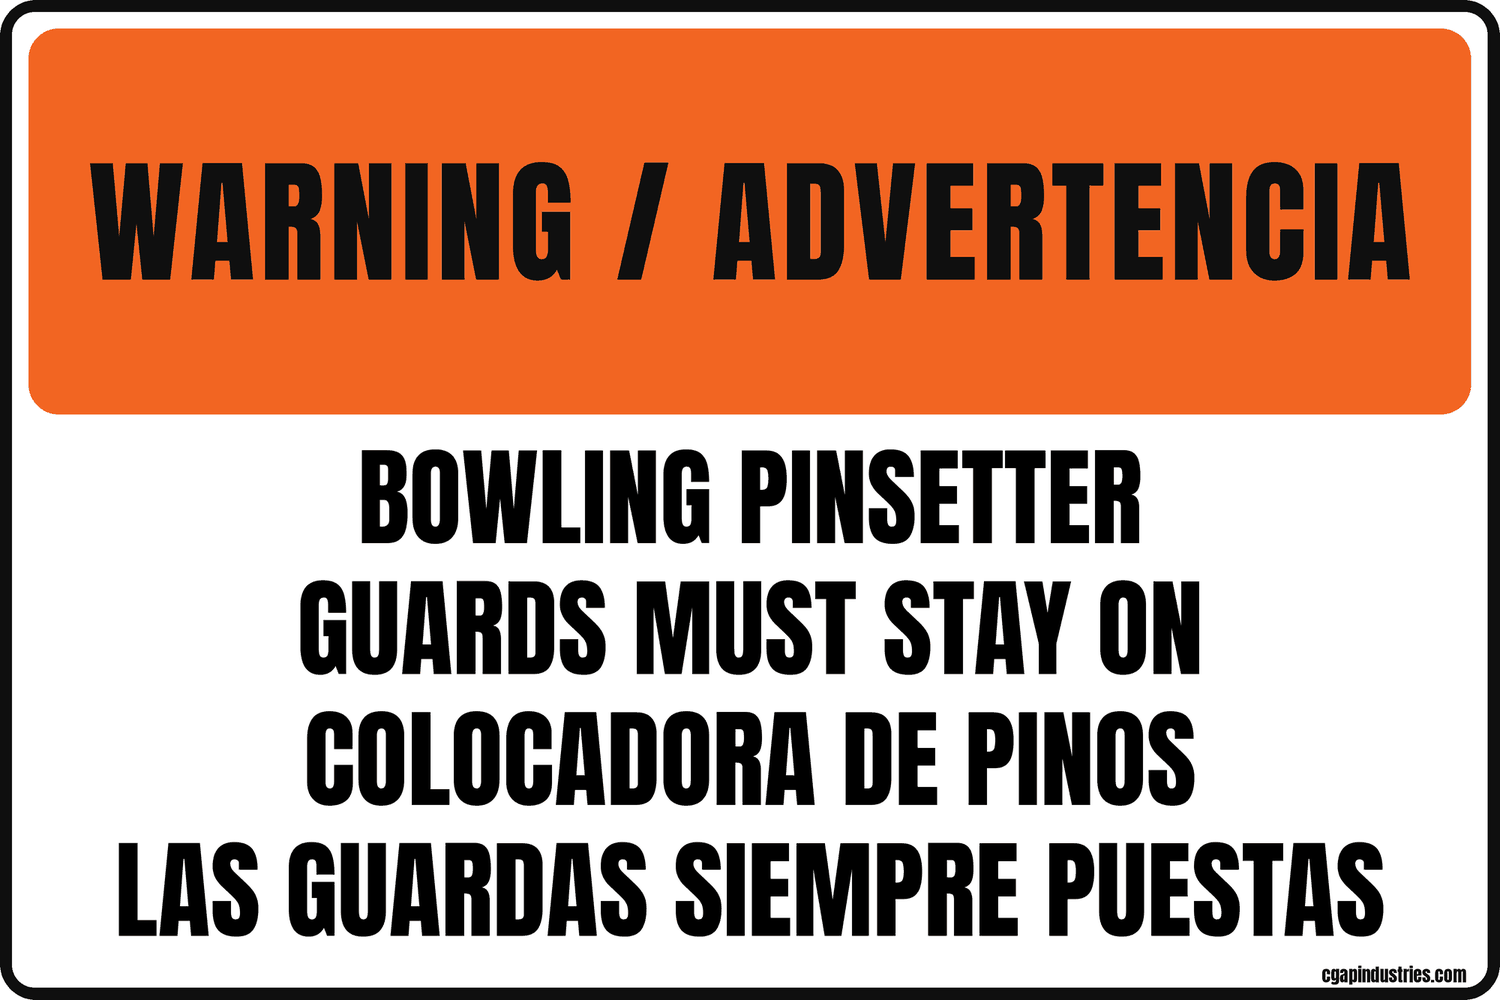 WARNING / ADVERTENCIA
BOWLING PINSETTER
GUARDS MUST STAY ON
COLOCADORA DE PINOS
LAS GUARDAS SIEMPRE PUESTAS
cgapindustries.com